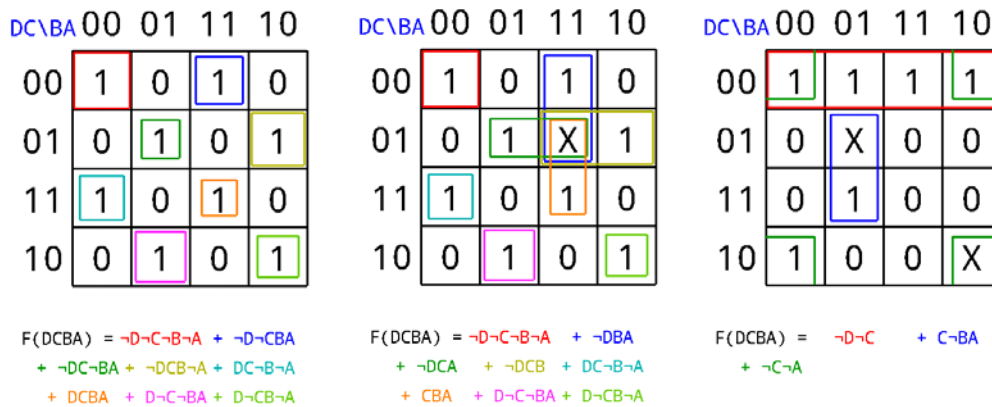 DC\BA 00 01 11 10
00 1 0 1 0
01 0 1 0 1
11 1 0 1 0
10 0 1 0 1
F(DCBA) = ¬D¬C¬B¬A + ¬D¬CBA
+ ¬DC¬BA + ¬DCB¬A + DC¬B¬A
+ DCBA + D¬C¬BA + D¬CB¬A
DC\BA 00 01 11 10
00 1 0 1 0
01 0 1 X 1
11 1 0 1 0
10 0 1 0 1
F(DCBA) = ¬D¬C¬B¬A + ¬DBA
+ ¬DCA + ¬DCB + DC¬B¬A
+ CBA + D¬C¬BA + D¬CB¬A
DC\BA 00 01 11 10
00 1 1 1 1
01 0 X 0 0
11 0 1 0 0
10 1 0 0 X
F(DCBA) = ¬D¬C + C¬BA
+ ¬C¬A